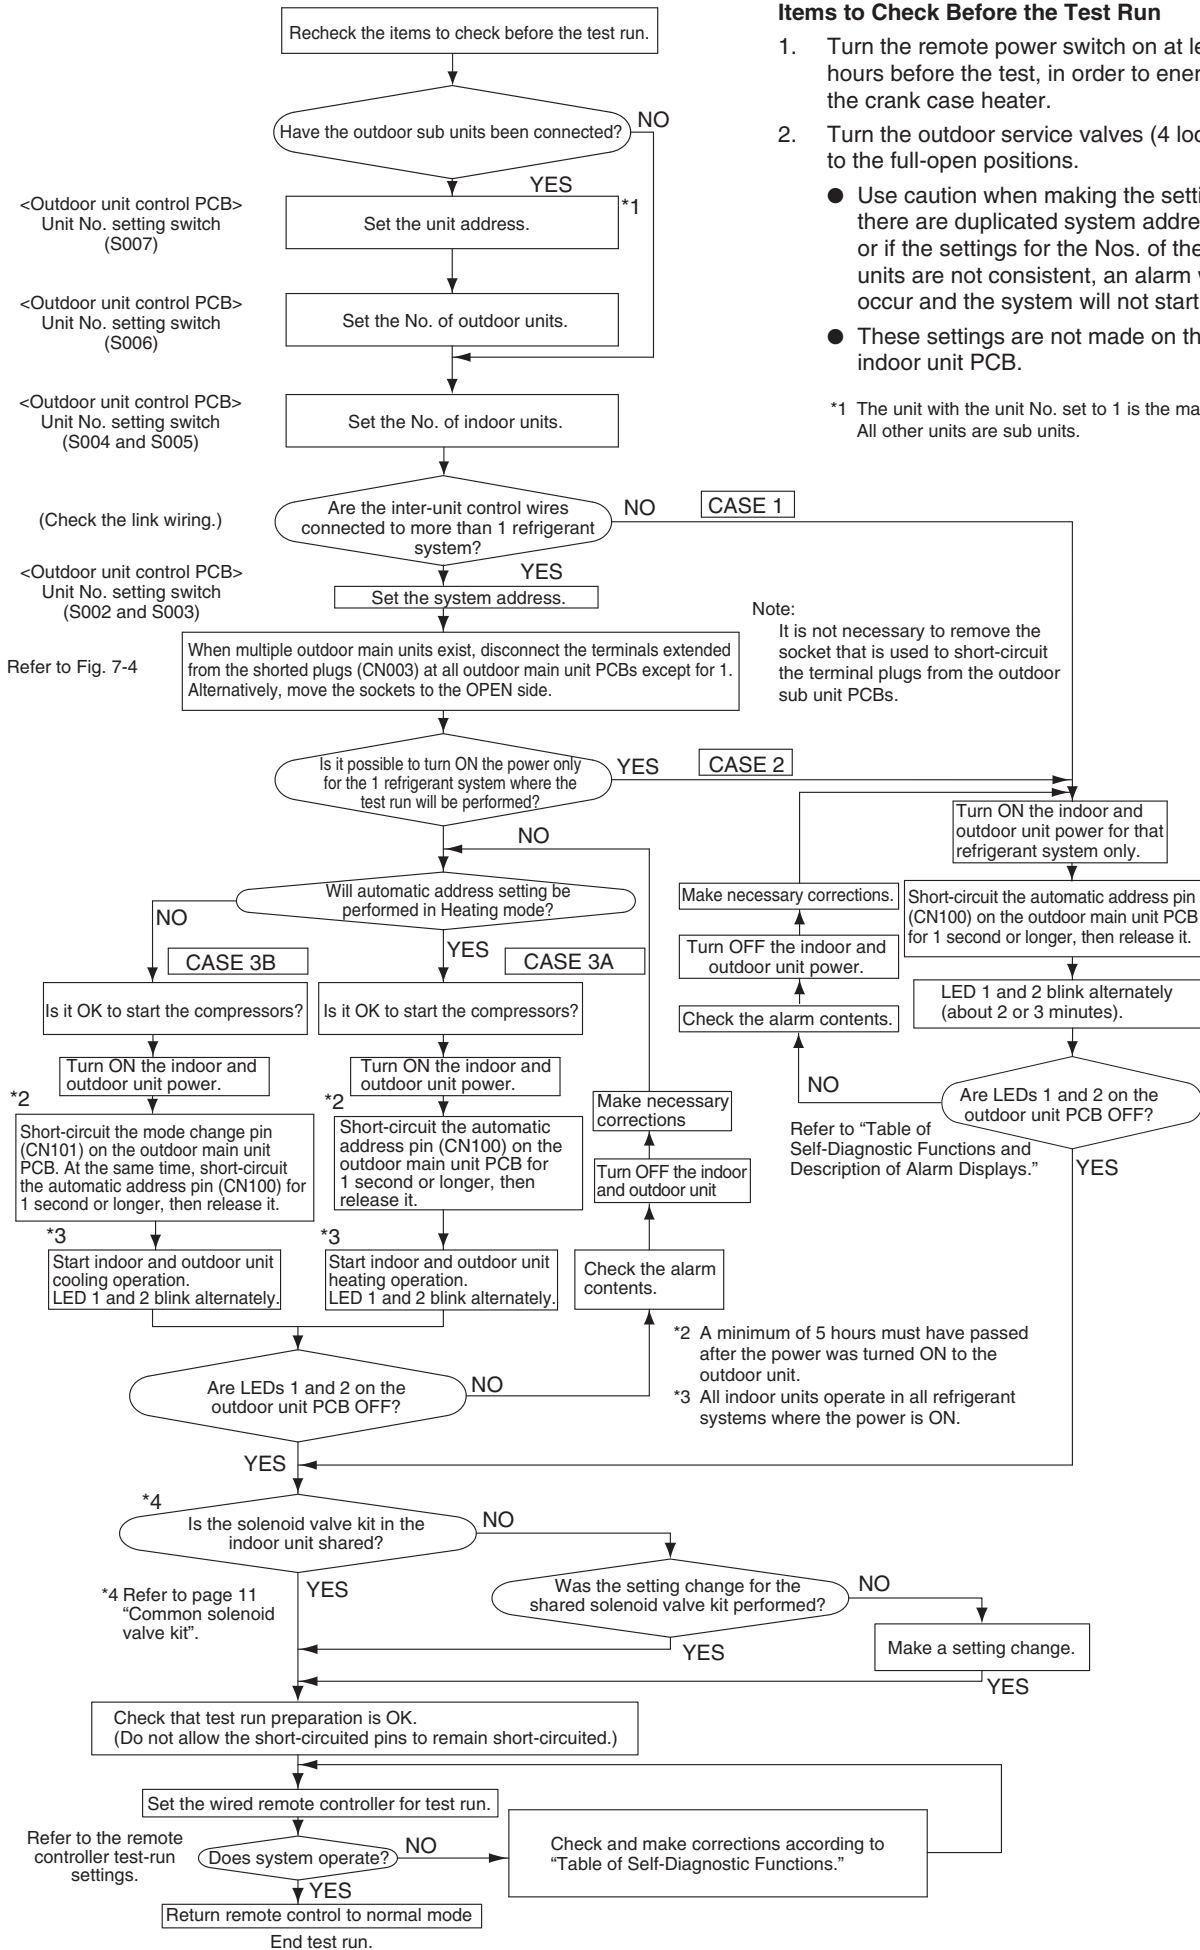 Recheck the items to check before the test run.
Have the outdoor sub units been connected?
NO
YES
<Outdoor unit control PCB>
Unit No. setting switch
(S007)
Set the unit address.
*1
<Outdoor unit control PCB>
Unit No. setting switch
(S006)
Set the No. of outdoor units.
<Outdoor unit control PCB>
Unit No. setting switch
(S004 and S005)
Set the No. of indoor units.
Items to Check Before the Test Run
1. Turn the remote power switch on at
hours before the test, in order to
the crank case heater.
2. Turn the outdoor service valves (4
to the full-open positions.
● Use caution when making the
there are duplicated system
or if the settings for the Nos. of the
units are not consistent, an alarm
occur and the system will not start
● These settings are not made on
indoor unit PCB.
*1 The unit with the unit No. set to 1 is the
All other units are sub units.
(Check the link wiring.)
Are the inter-unit control wires
connected to more than 1 refrigerant
system?
NO
CASE 1
YES
<Outdoor unit control PCB>
Unit No. setting switch
(S002 and S003)
Set the system address.
Refer to Fig. 7-4
When multiple outdoor main units exist, disconnect the terminals extended
from the shorted plugs (CN003) at all outdoor main unit PCBs except for 1.
Alternatively, move the sockets to the OPEN side.
Note:
It is not necessary to remove the
socket that is used to short-circuit
the terminal plugs from the outdoor
sub unit PCBs.
Is it possible to turn ON the power only
for the 1 refrigerant system where the
test run will be performed?
YES
CASE 2
NO
Will automatic address setting be
performed in Heating mode?
NO
YES
CASE 3B
CASE 3A
Is it OK to start the compressors?
Is it OK to start the compressors?
Turn ON the indoor and
outdoor unit power.
Turn ON the indoor and
outdoor unit power.
*2
Short-circuit the mode change pin
(CN101) on the outdoor main unit
PCB. At the same time, short-circuit
the automatic address pin (CN100) for
1 second or longer, then release it.
*2
Short-circuit the automatic
address pin (CN100) on the
outdoor main unit PCB for
1 second or longer, then
release it.
*3
Start indoor and outdoor unit
cooling operation.
LED 1 and 2 blink alternately.
*3
Start indoor and outdoor unit
heating operation.
LED 1 and 2 blink alternately.
Make necessary
corrections
Turn OFF the indoor
and outdoor unit
Check the alarm
contents.
Turn ON the indoor and
outdoor unit power for that
refrigerant system only.
Short-circuit the automatic address pin
(CN100) on the outdoor main unit PCB
for 1 second or longer, then release it.
LED 1 and 2 blink alternately
(about 2 or 3 minutes).
Are LEDs 1 and 2 on the
outdoor unit PCB OFF?
NO
YES
Make necessary corrections.
Turn OFF the indoor and
outdoor unit power.
Check the alarm contents.
Refer to “Table of
Self-Diagnostic Functions and
Description of Alarm Displays.”
*2 A minimum of 5 hours must have passed
after the power was turned ON to the
outdoor unit.
*3 All indoor units operate in all refrigerant
systems where the power is ON.
Are LEDs 1 and 2 on the
outdoor unit PCB OFF?
NO
YES
*4
Is the solenoid valve kit in the
indoor unit shared?
NO
YES
*4 Refer to page 11
“Common solenoid
valve kit”.
Was the setting change for the
shared solenoid valve kit performed?
NO
YES
Make a setting change.
YES
Check that test run preparation is OK.
(Do not allow the short-circuited pins to remain short-circuited.)
Set the wired remote controller for test run.
Refer to the remote
controller test-run
settings.
Does system operate?
NO
Check and make corrections according to
“Table of Self-Diagnostic Functions.”
YES
Return remote control to normal mode
End test run.